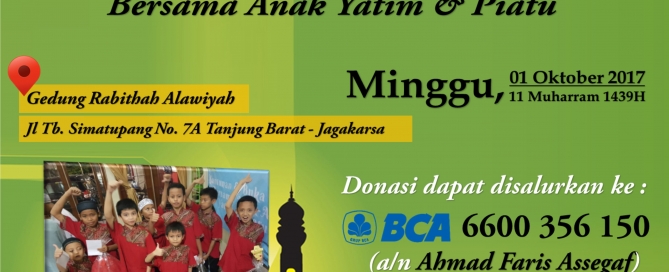 Bersama Anak Yatim & Piatu
Gedung Rabithah Alawiyah
Jl Tb. Simatupang No. 7A Tanjung Barat - Jagakarsa
Minggu, 01 Oktober 2017
11 Muharram 1439H
Donasi dapat disalurkan ke :
BCA 6600 356 150
(a/n Ahmad Faris Assegaf)